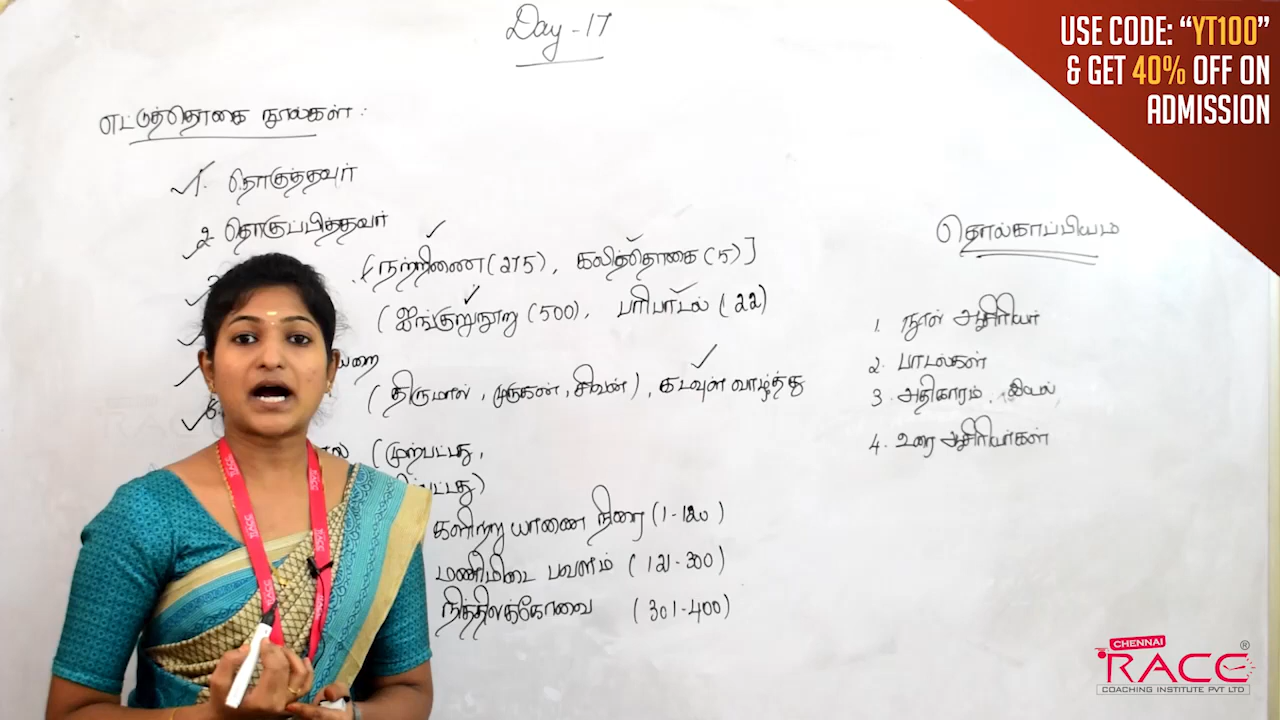 Day - 17
USE CODE: “YT100”
& GET 40% OFF ON
ADMISSION
எட்டுத்தொகை நூல்கள் :
1. தொகுத்தவர்
2. தொகுப்பித்தவர்
(நற்றிணை (275), கலித்தொகை (5)]
(ஐங்குறுநூறு (500), பரிபாடல் (22)
(திருமால், முருகன், சிவன்), கடவுள் வாழ்த்து
(முற்பட்டது,
களிற்று யானை நிரை (1-120)
மணிமிடை பவளம் (121-300)
நித்திலக்கோவை (301-400)
தொல்காப்பியம்
1. நூல் ஆசிரியர்
2. பாடல்கள்
3. அதிகாரம், இயல்
4. உரை ஆசிரியர்கள்
RACE
CHENNAI
RACE ®
COACHING INSTITUTE PVT LTD